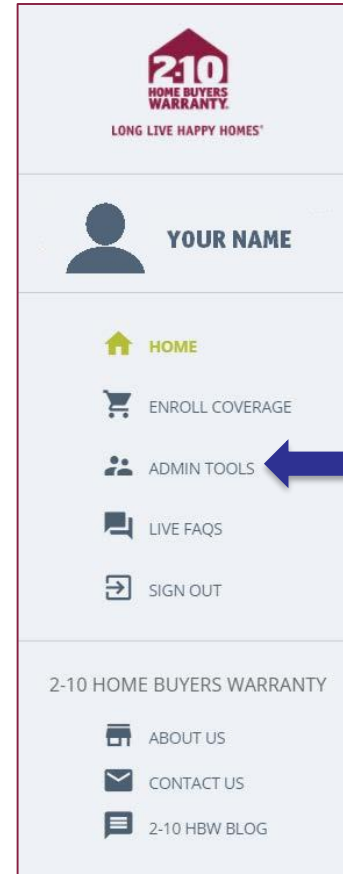 2-10
HOME BUYERS
WARRANTY.
LONG LIVE HAPPY HOMES®
YOUR NAME
HOME
ENROLL COVERAGE
ADMIN TOOLS
LIVE FAQS
SIGN OUT
2-10 HOME BUYERS WARRANTY
ABOUT US
CONTACT US
2-10 HBW BLOG